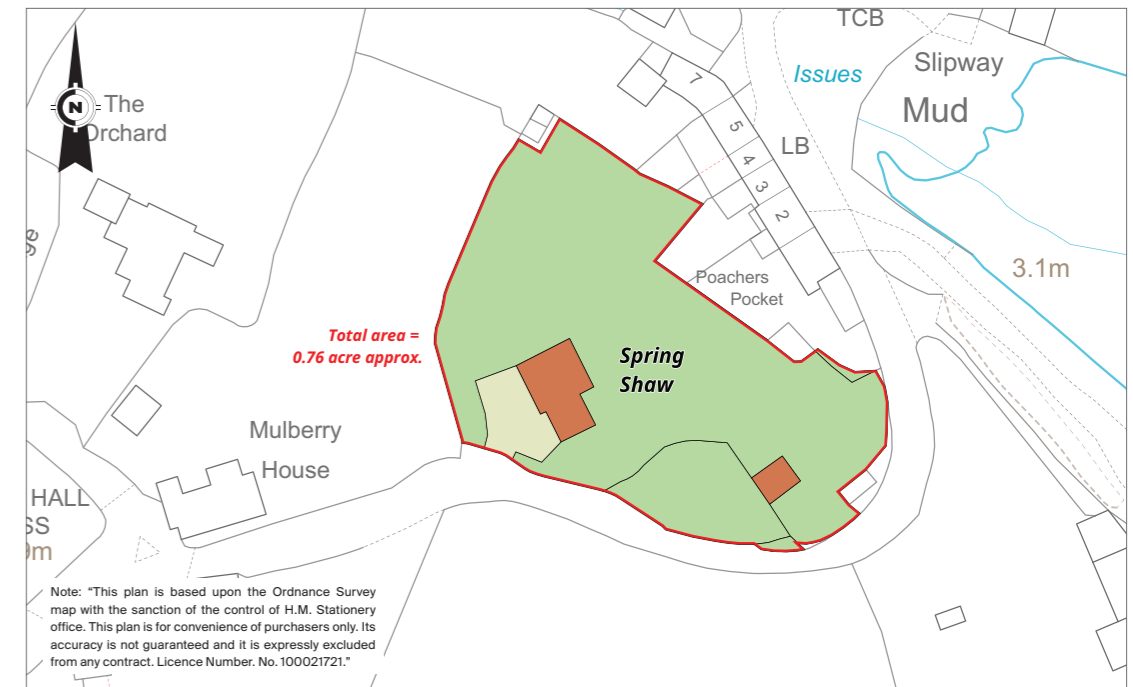 TCB
Issues
Slipway
Mud
The
Orchard
N
7
5
4
3
2
LB
3.1m
Poachers
Pocket
Total area =
0.76 acre approx.
Spring
Shaw
Mulberry
House
HALL
Note: “This plan is based upon the Ordnance Survey
map with the sanction of the control of H.M. Stationery
office. This plan is for convenience of purchasers only. Its
accuracy is not guaranteed and it is expressly excluded
from any contract. Licence Number. No. 100021721.”